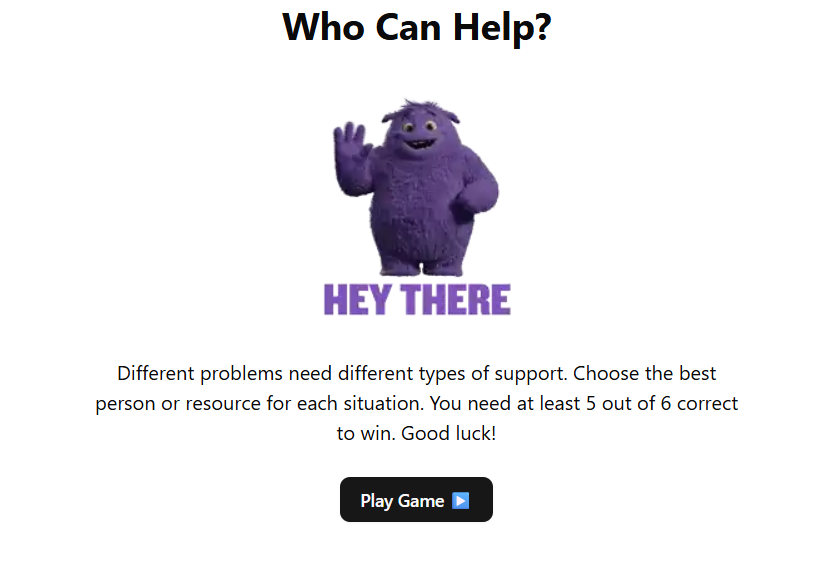 Who Can Help?
HEY THERE
Different problems need different types of support. Choose the best
person or resource for each situation. You need at least 5 out of 6 correct
to win. Good luck!
Play Game ▶️